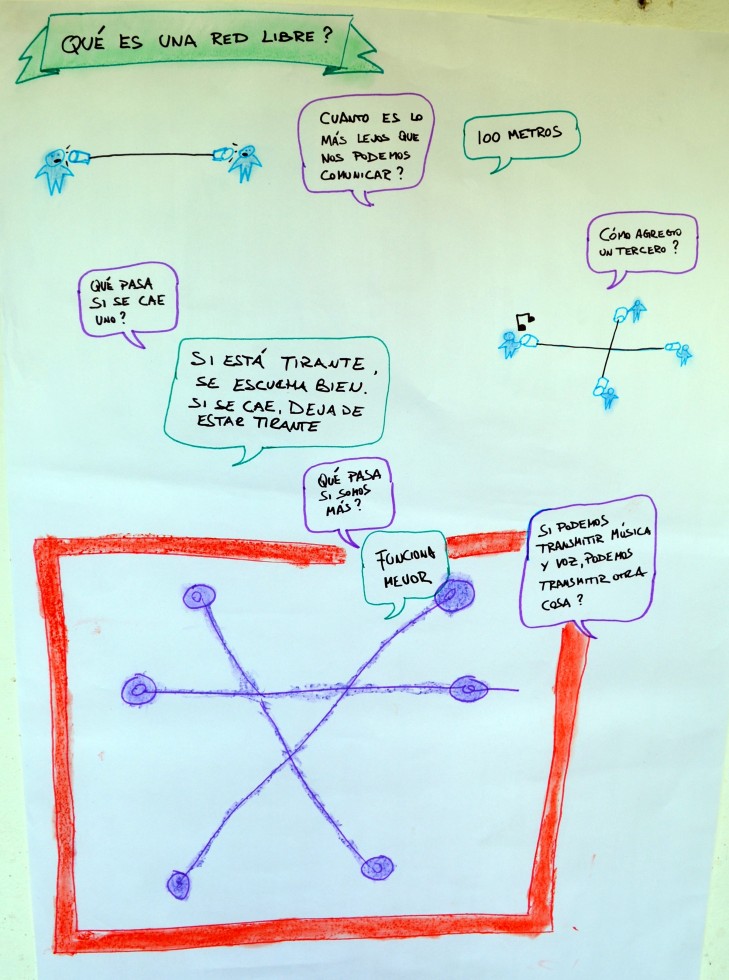 QUÉ ES UNA RED LIBRE?
CUANTO ES LO
MÁS LEJOS QUE
NOS PODEMOS
COMUNICAR?
100 METROS
CÓMO AGREGO
UN TERCERO?
QUÉ PASA
SI SE CAE
UNO?
SI ESTÁ TIRANTE,
SE ESCUCHA BIEN.
SI SE CAE, DEJA DE
ESTAR TIRANTE
QUÉ PASA
SI SOMOS
MÁS?
FUNCIONA
MEJOR
SI PODEMOS
TRANSMITIR MÚSICA
Y VOZ, PODEMOS
TRANSMITIR OTRA
COSA?